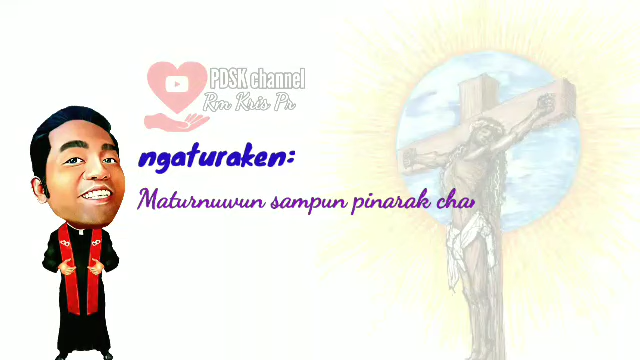 PDSK channel
Rm Kris Pr
ngaturaken:
Maturnuwun sampun pinarak